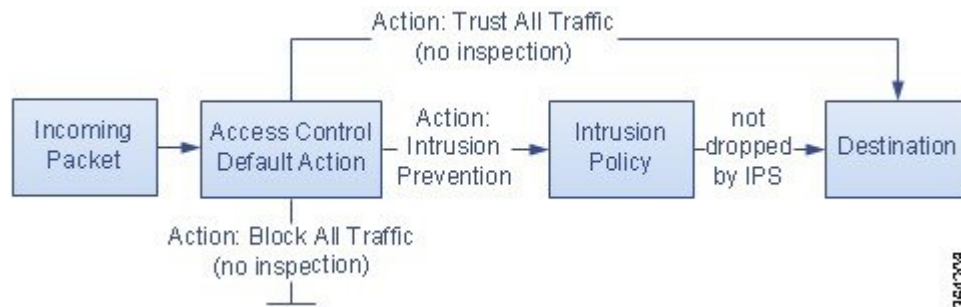 Action: Trust All Traffic
(no inspection)
Incoming
Packet
Access Control
Default Action
Action:
Intrusion
Prevention
Intrusion
Policy
not
dropped
by IPS
Destination
Action: Block All Traffic
(no inspection)